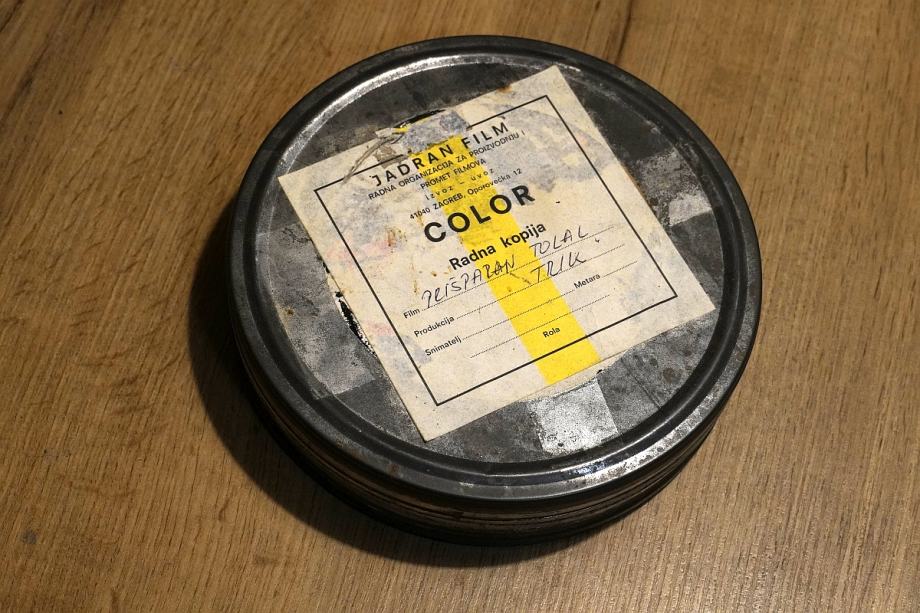 JADRAN FILM
RADNA ORGANIZACIJA ZA PROIZVODNJU I
PROMET FILMOVA
izvoz - uvoz
41040 ZAGREB, Oporovečka 12
COLOR
Radna kopija
Film PRIŠPARAN TOLAL
TRIK.
Produkcija
Metara
Snimatelj
Rola